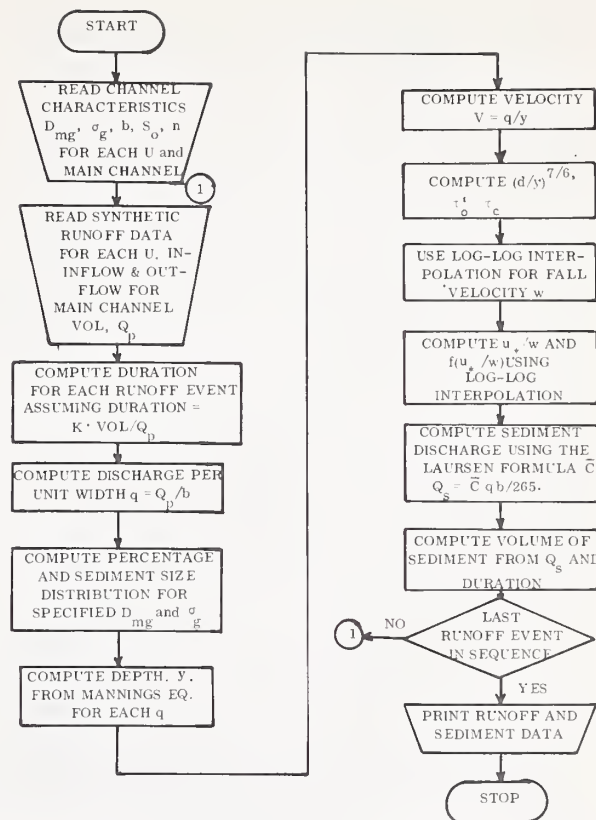 START
READ CHANNEL
CHARACTERISTICS
D_mg, σ_g, b, S_o, n
FOR EACH U and
MAIN CHANNEL
1
READ SYNTHETIC
RUNOFF DATA
FOR EACH U, IN-
INFLOW & OUT-
FLOW FOR
MAIN CHANNEL
VOL, Q_p
COMPUTE DURATION
FOR EACH RUNOFF EVENT
ASSUMING DURATION =
K · VOL/Q_p
COMPUTE DISCHARGE PER
UNIT WIDTH q = Q_p/b
COMPUTE PERCENTAGE
AND SEDIMENT SIZE
DISTRIBUTION FOR
SPECIFIED D_mg and σ_g
COMPUTE DEPTH, y,
FROM MANNINGS EQ.
FOR EACH q
COMPUTE VELOCITY
V = q/y
COMPUTE (d/y)^7/6,
τ'_o τ_c
USE LOG-LOG INTER-
POLATION FOR FALL
VELOCITY w
COMPUTE u_*/w AND
f(u_*/w) USING
LOG-LOG
INTERPOLATION
COMPUTE SEDIMENT
DISCHARGE USING THE
LAURSEN FORMULA C̅
Q_s = C̅ q b/265.
COMPUTE VOLUME OF
SEDIMENT FROM Q_s AND
DURATION
LAST
RUNOFF EVENT
IN SEQUENCE
NO
1
YES
PRINT RUNOFF AND
SEDIMENT DATA
STOP